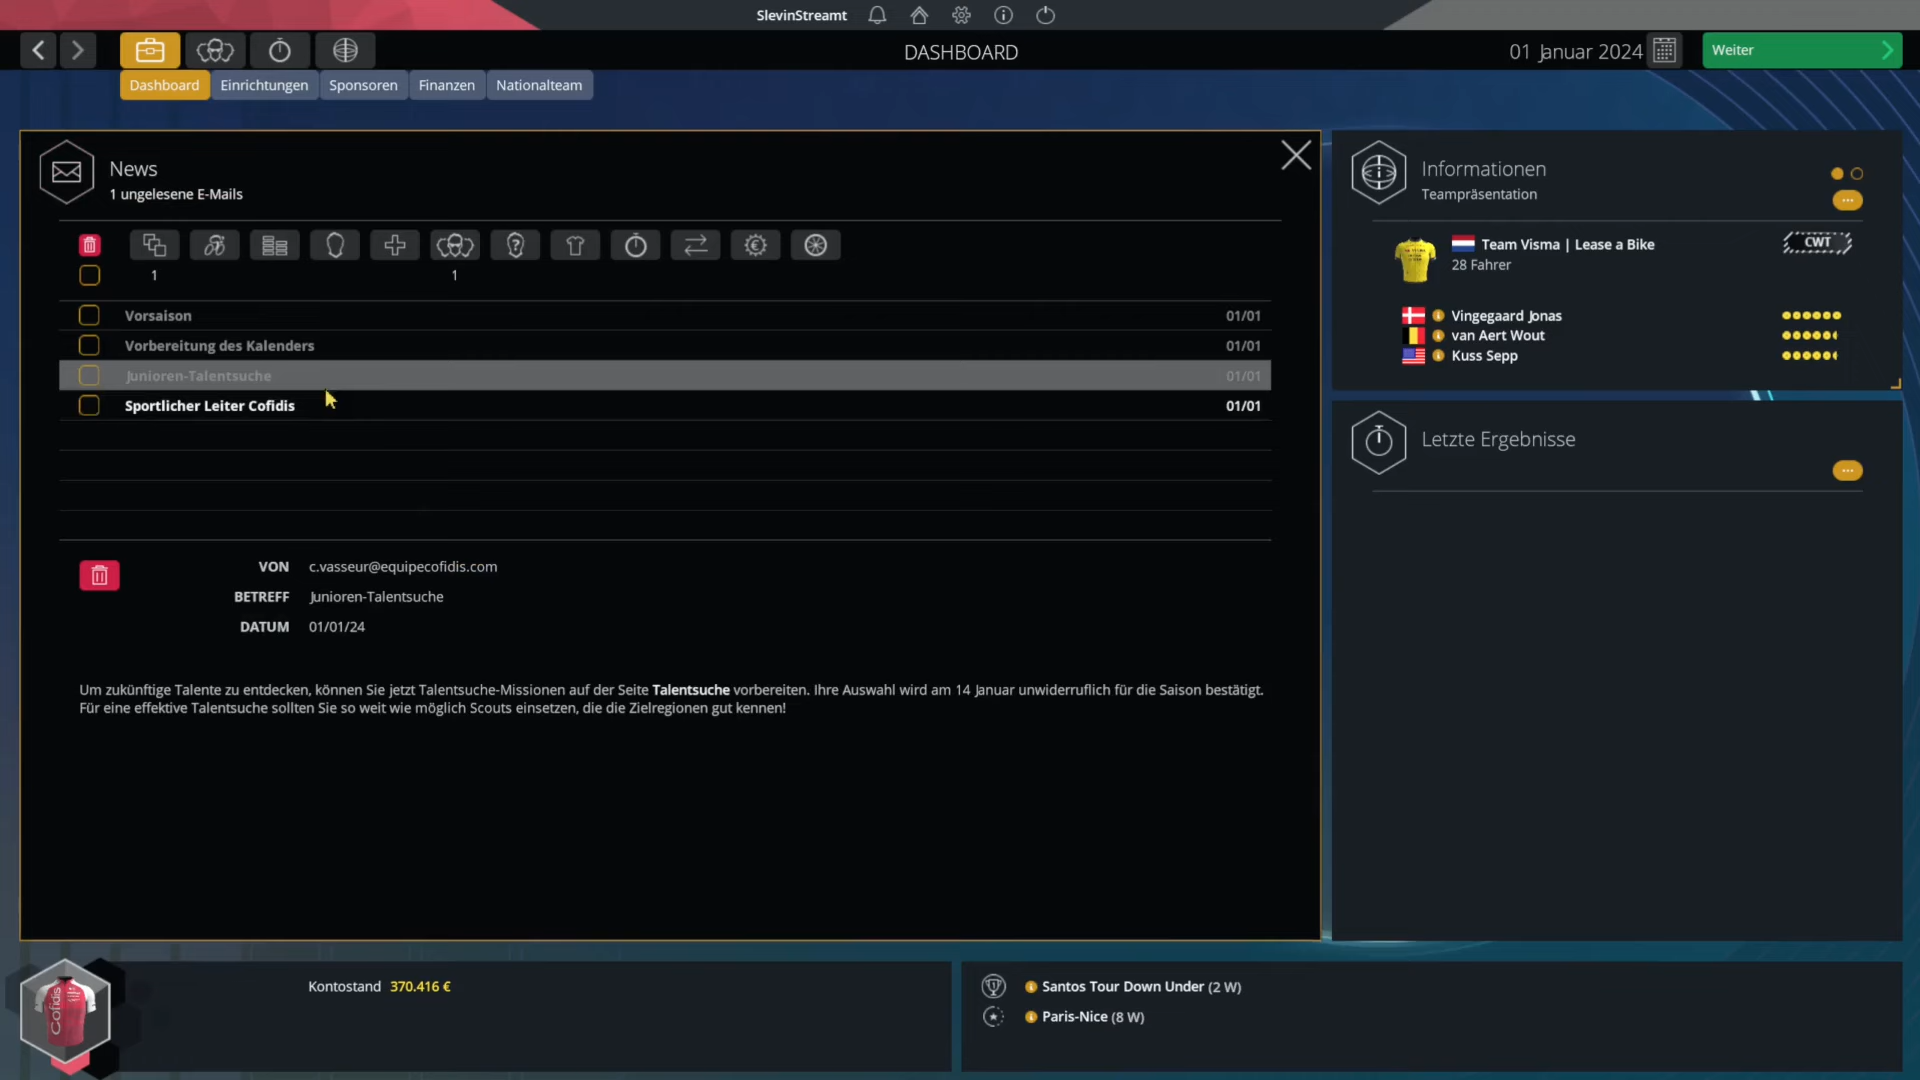 SlevinStreamt
DASHBOARD
01 Januar 2024
Weiter
Dashboard
Einrichtungen
Sponsoren
Finanzen
Nationalteam
News
1 ungelesene E-Mails
1
1
Vorsaison 01/01
Vorbereitung des Kalenders 01/01
Junioren-Talentsuche 01/01
Sportlicher Leiter Cofidis 01/01
VON c.vasseur@equipecofidis.com
BETREFF Junioren-Talentsuche
DATUM 01/01/24
Um zukünftige Talente zu entdecken, können Sie jetzt Talentsuche-Missionen auf der Seite Talentsuche vorbereiten. Ihre Auswahl wird am 14 Januar unwiderruflich für die Saison bestätigt.
Für eine effektive Talentsuche sollten Sie so weit wie möglich Scouts einsetzen, die die Zielregionen gut kennen!
Informationen
Teampräsentation
Team Visma | Lease a Bike
CWT
28 Fahrer
Vingegaard Jonas
van Aert Wout
Kuss Sepp
Letzte Ergebnisse
Cofidis
Kontostand 370.416 €
Santos Tour Down Under (2 W)
Paris-Nice (8 W)